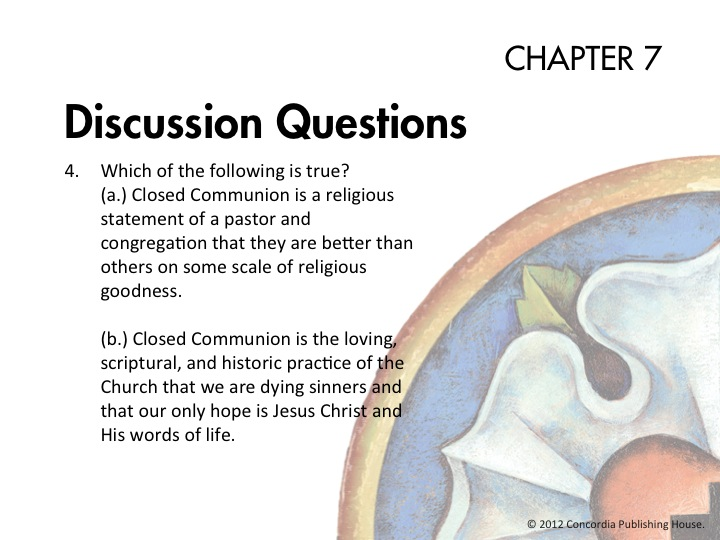 CHAPTER 7
Discussion Questions
4. Which of the following is true?
(a.) Closed Communion is a religious
statement of a pastor and
congregation that they are better than
others on some scale of religious
goodness.
(b.) Closed Communion is the loving,
scriptural, and historic practice of the
Church that we are dying sinners and
that our only hope is Jesus Christ and
His words of life.
© 2012 Concordia Publishing House.